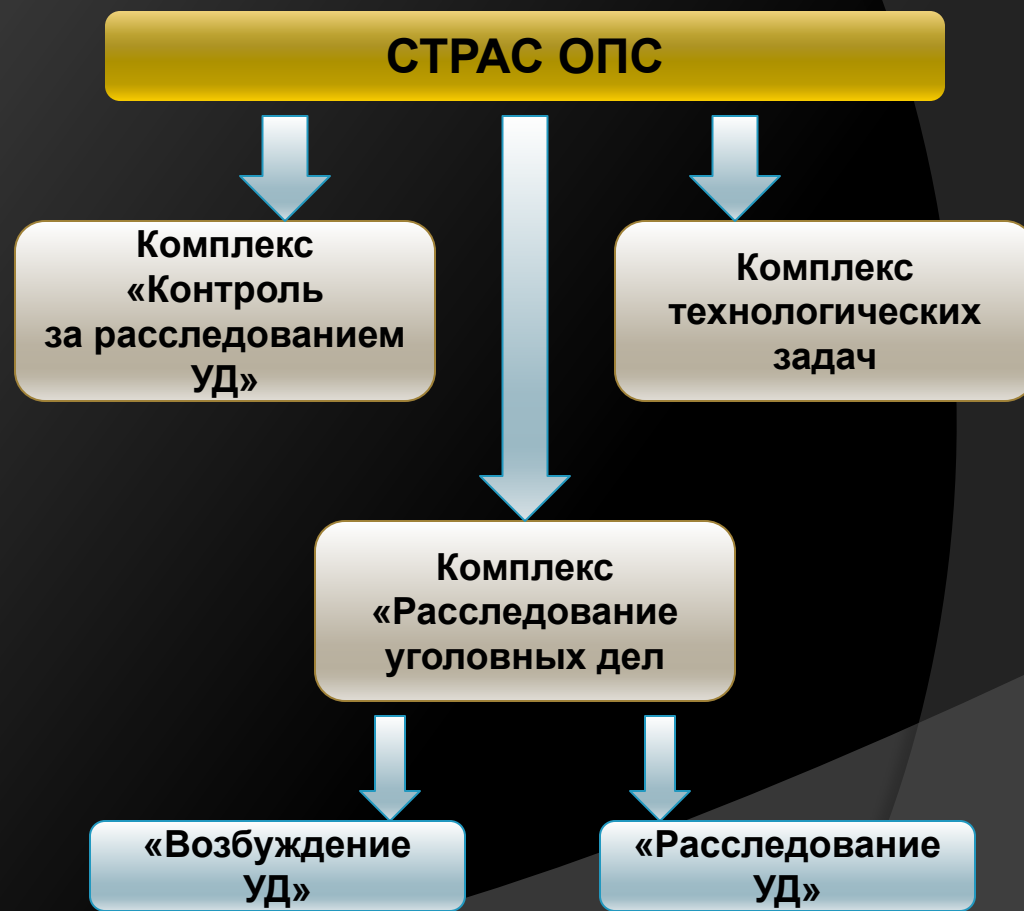 СТРАС ОПС
Комплекс
«Контроль
за расследованием
УД»
Комплекс
технологических
задач
Комплекс
«Расследование
уголовных дел
«Возбуждение
УД»
«Расследование
УД»